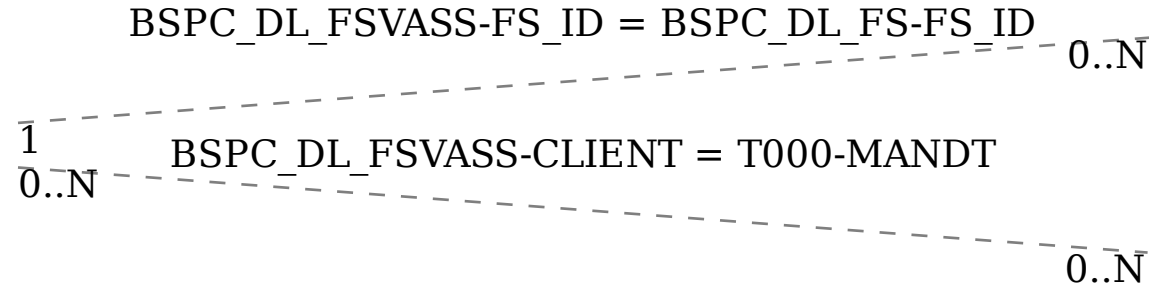 BSPC_DL_FSVASS-FS_ID = BSPC_DL_FS-FS_ID
0..N
1
BSPC_DL_FSVASS-CLIENT = T000-MANDT
0..N
0..N